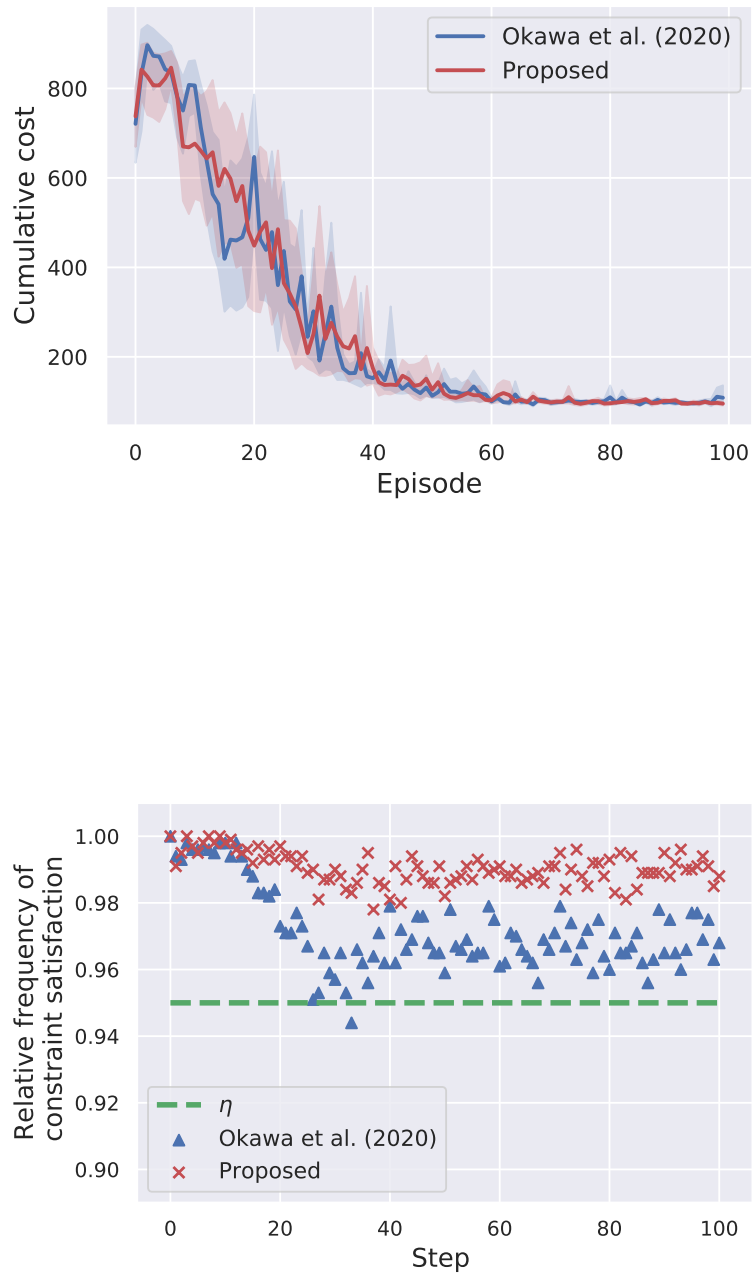 Okawa et al. (2020)
Proposed
Cumulative cost
800
600
400
200
0 20 40 60 80 100
Episode
Relative frequency of
constraint satisfaction
1.00
0.98
0.96
0.94
0.92
0.90
η
Okawa et al. (2020)
Proposed
0 20 40 60 80 100
Step